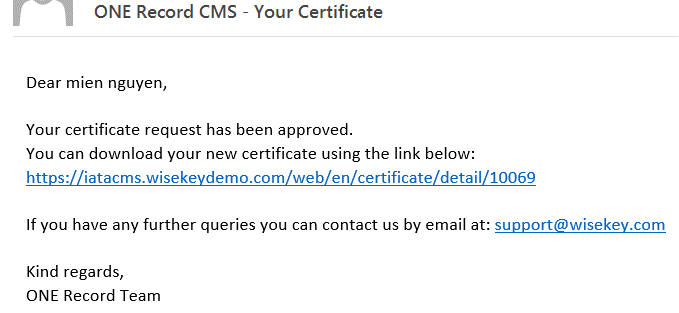 ONE Record CMS - Your Certificate
Dear mien nguyen,
Your certificate request has been approved.
You can download your new certificate using the link below:
https://iatacms.wisekeydemo.com/web/en/certificate/detail/10069
If you have any further queries you can contact us by email at: support@wisekey.com
Kind regards,
ONE Record Team